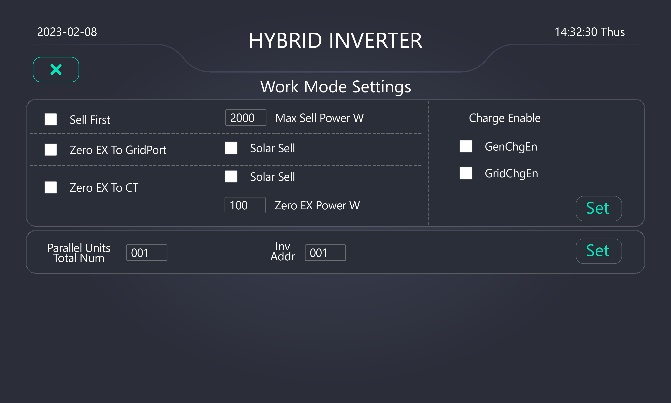 2023-02-08
HYBRID INVERTER
14:32:30 Thus
Work Mode Settings
Sell First
2000 Max Sell Power W
Charge Enable
Zero EX To GridPort
Solar Sell
GenChgEn
Zero EX To CT
Solar Sell
GridChgEn
100 Zero EX Power W
Set
Parallel Units
Total Num
001
Inv
Addr
001
Set